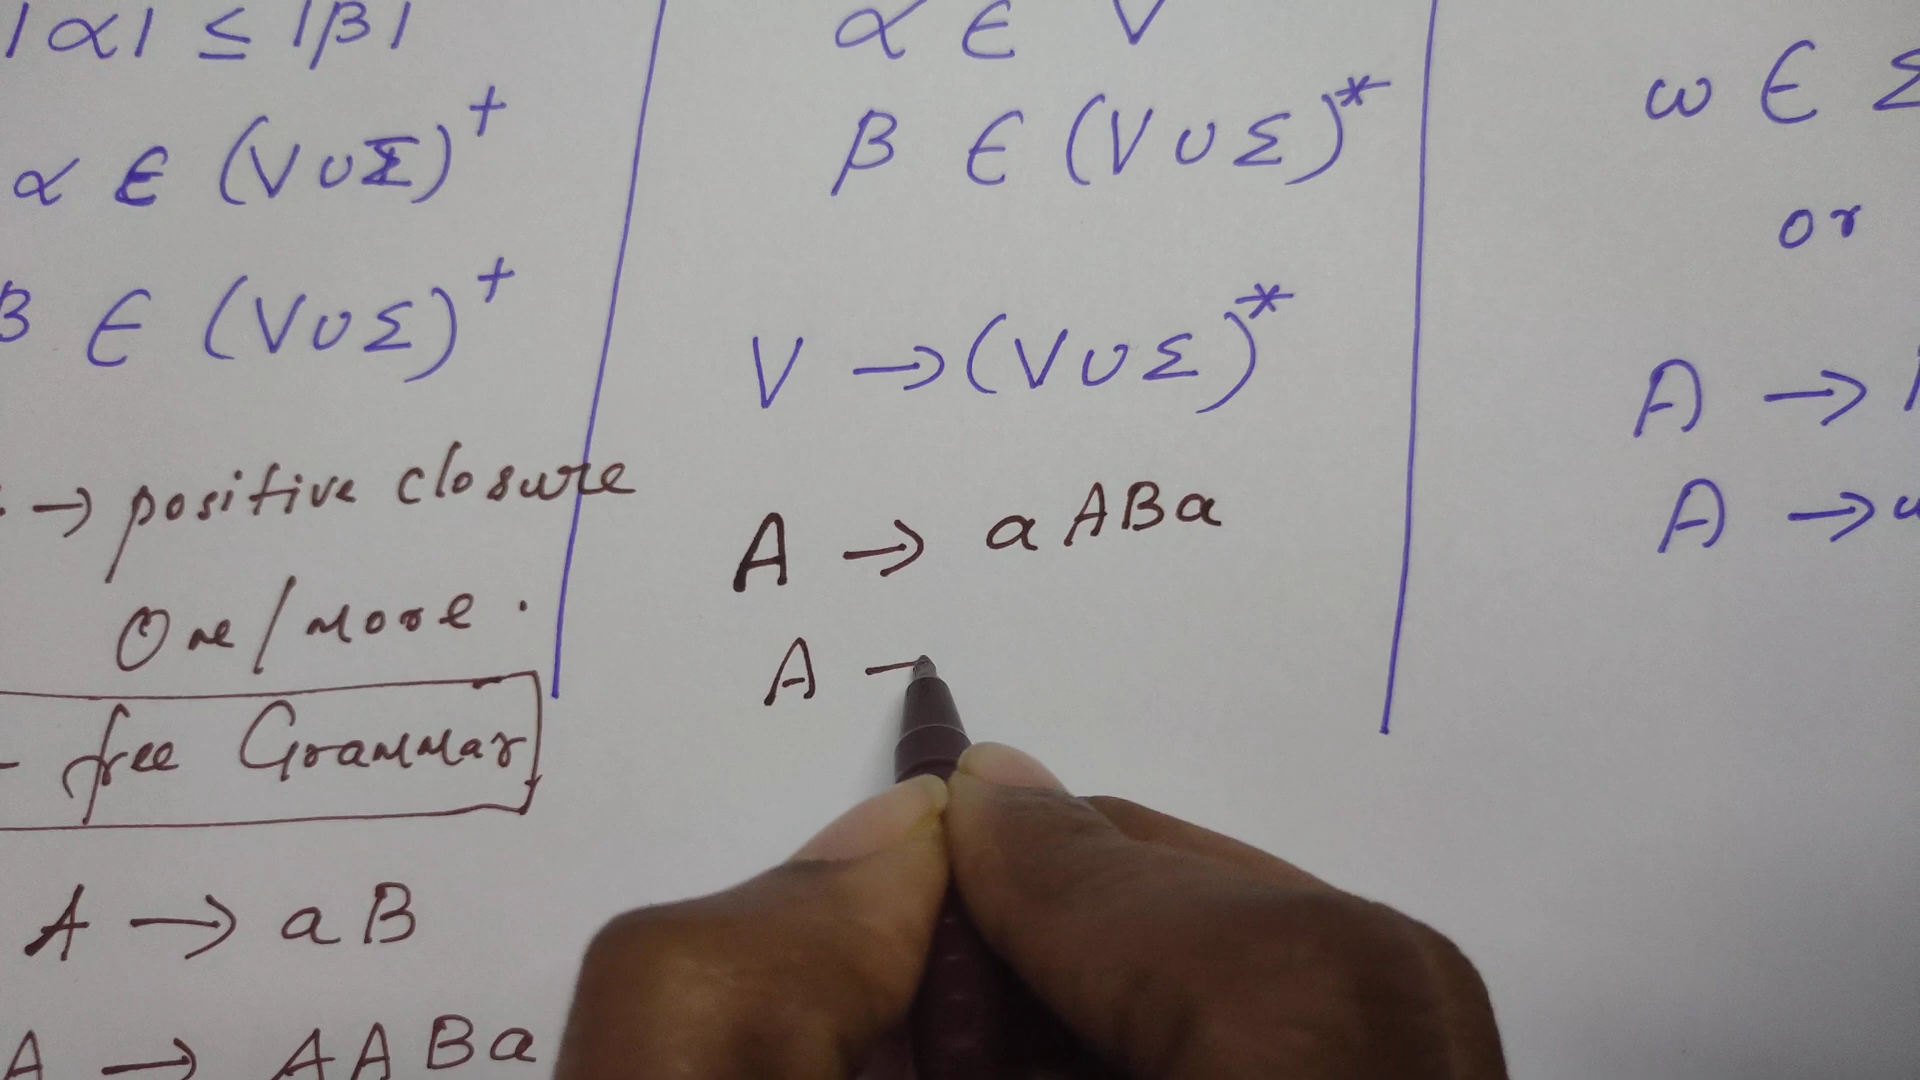 |α| ≤ |β|
α ∈ (V∪Σ)⁺
β ∈ (V∪Σ)⁺
→ positive closure
One/more.
- free Grammar
A → aB
A → AABa
α ∈ V
β ∈ (V∪Σ)*
V → (V∪Σ)*
A → aABa
A –
ω ∈ Σ
or
A →
A →